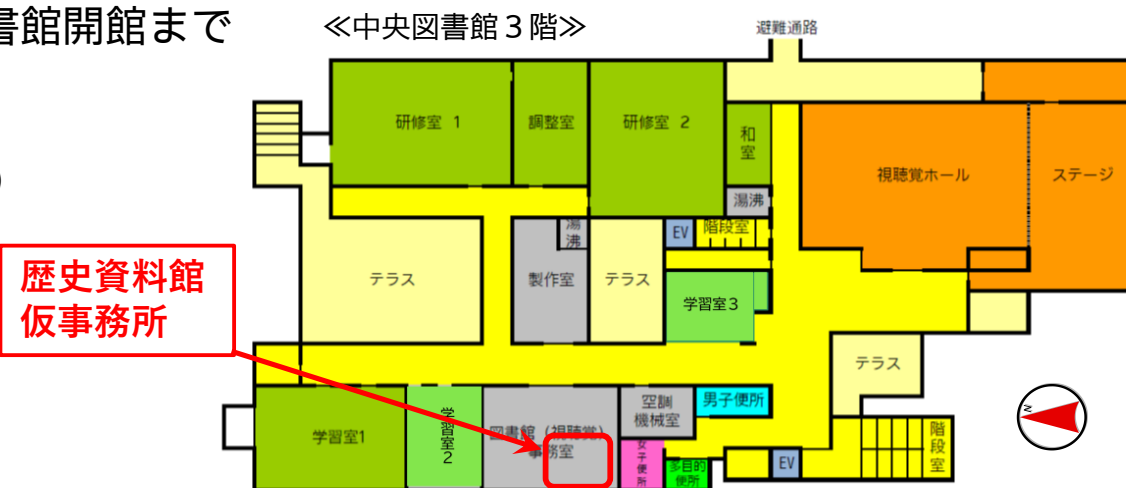 書館開館まで
≪中央図書館３階≫
避難通路
研修室 1
調整室
研修室 2
和
室
視聴覚ホール
ステージ
湯沸
湯
沸
EV
階段室
歴史資料館
仮事務所
テラス
製作室
テラス
学習室３
テラス
N
学習室1
学
習
室
2
図書館（視聴覚）
事務室
空調
機械室
男子便所
女
子
便
所
多目的
便所
EV
階
段
室